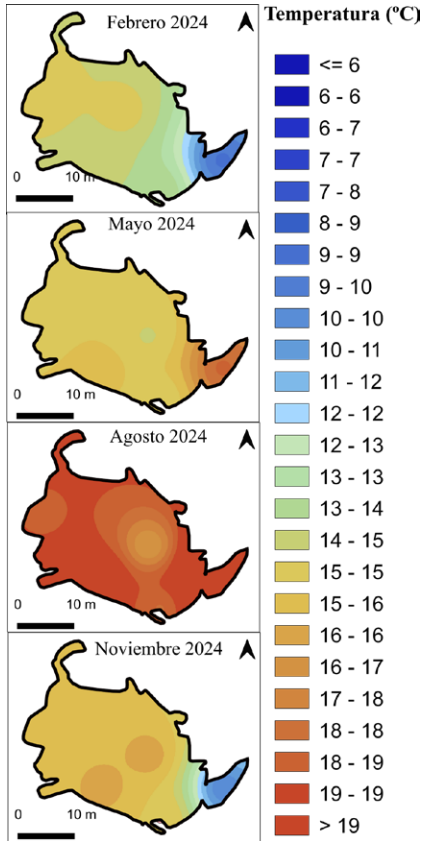 Febrero 2024
0 10 m
Mayo 2024
0 10 m
Agosto 2024
0 10 m
Noviembre 2024
0 10 m
Temperatura (ºC)
<= 6
6 - 6
6 - 7
7 - 7
7 - 8
8 - 9
9 - 9
9 - 10
10 - 10
10 - 11
11 - 12
12 - 12
12 - 13
13 - 13
13 - 14
14 - 15
15 - 15
15 - 16
16 - 16
16 - 17
17 - 18
18 - 18
18 - 19
19 - 19
> 19